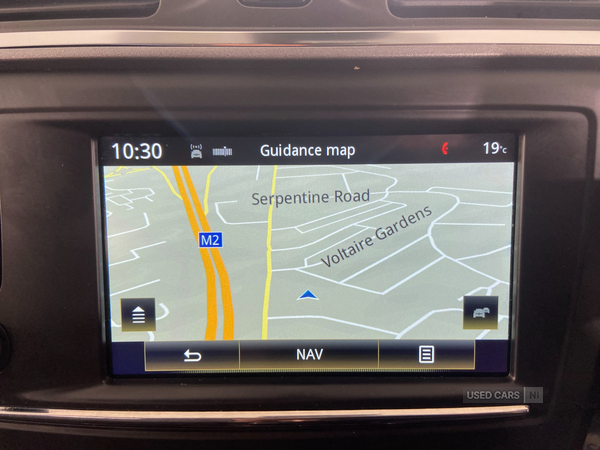 10:30 Guidance map 19°C
Serpentine Road
Voltaire Gardens
M2
NAV
USED CARS NI